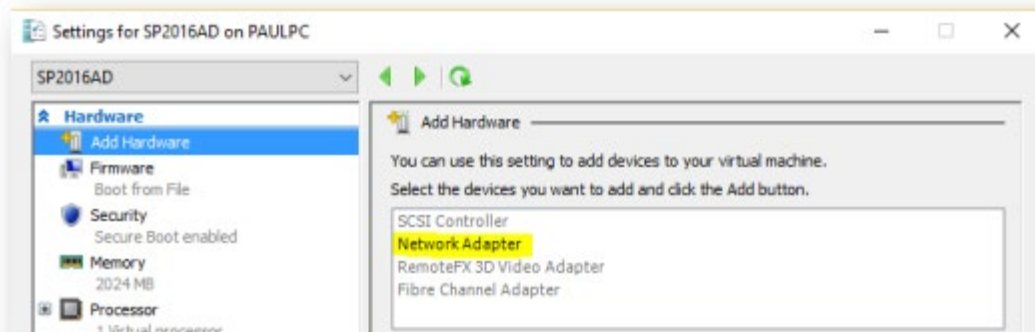 Settings for SP2016AD on PAULPC
SP2016AD
Hardware
Add Hardware
Firmware
Boot from File
Security
Secure Boot enabled
Memory
2024 MB
Processor
1 Virtual processor
Add Hardware
You can use this setting to add devices to your virtual machine.
Select the devices you want to add and click the Add button.
SCSI Controller
Network Adapter
RemoteFX 3D Video Adapter
Fibre Channel Adapter